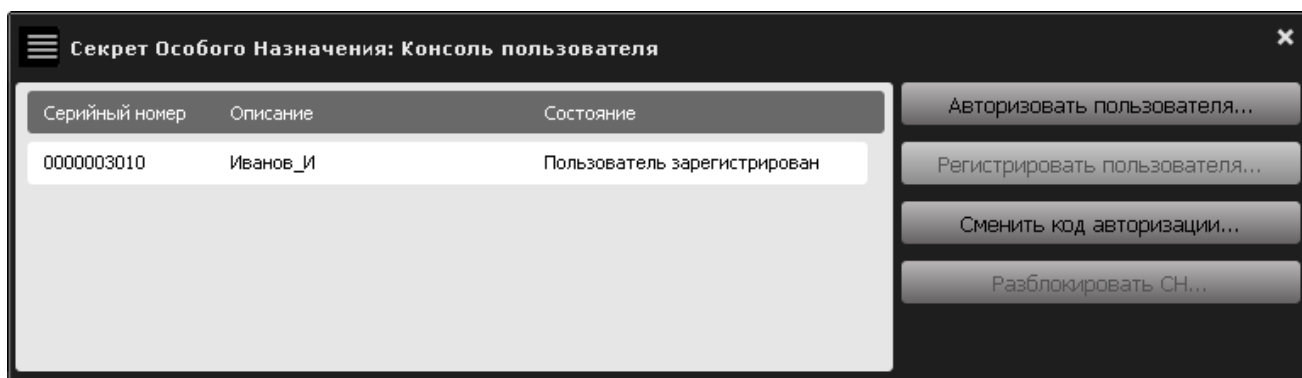 Секрет Особого Назначения: Консоль пользователя
Серийный номер Описание Состояние
0000003010 Иванов_И Пользователь зарегистрирован
Авторизовать пользователя...
Регистрировать пользователя...
Сменить код авторизации...
Разблокировать СН...